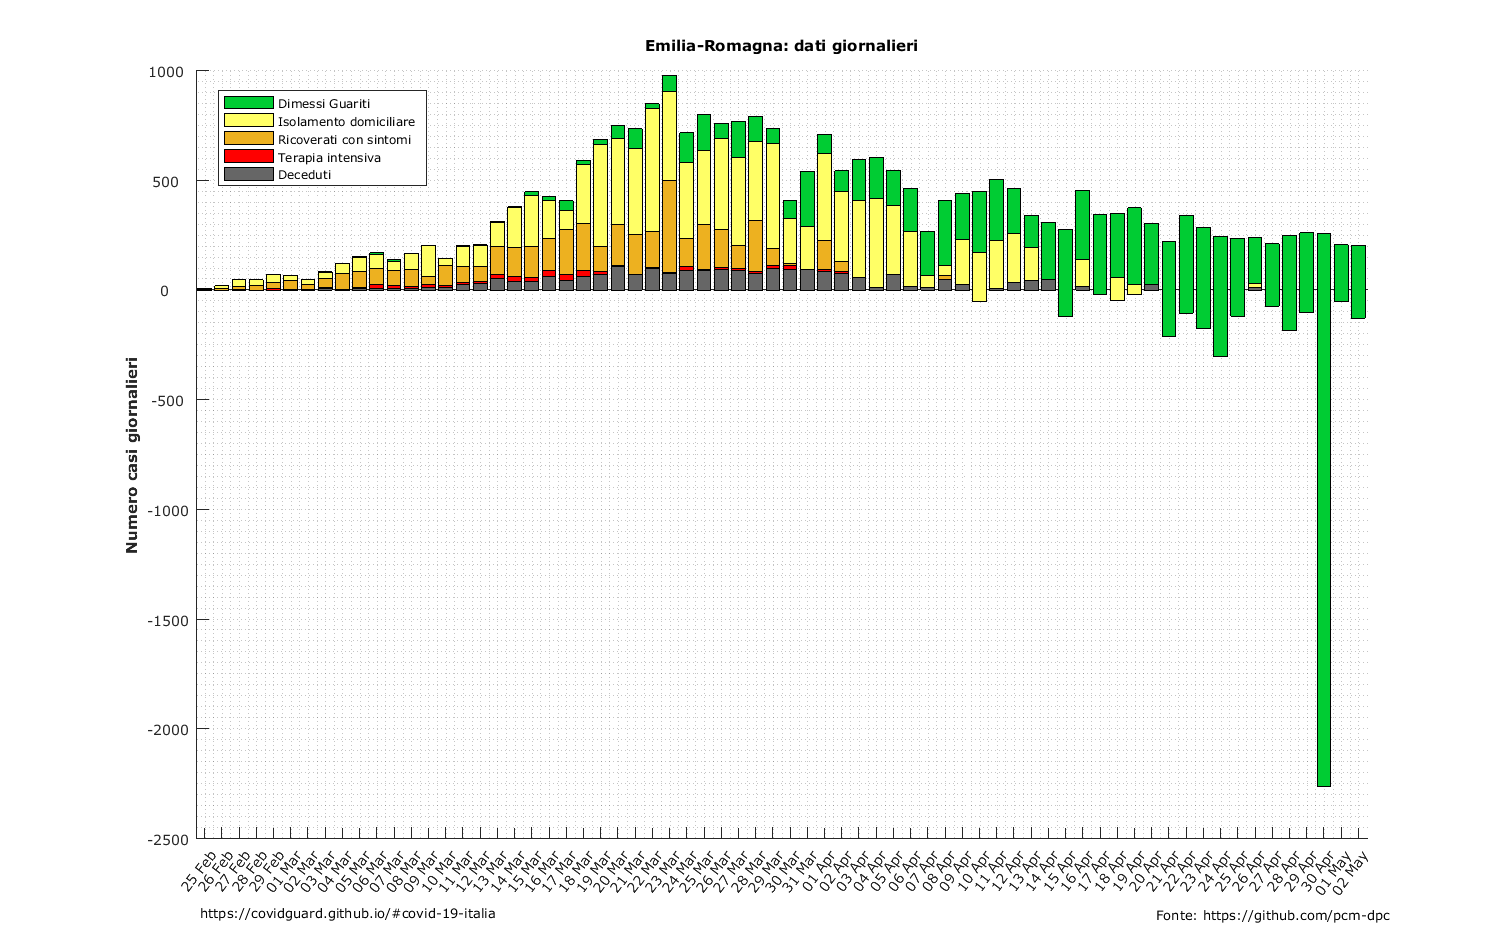 Emilia-Romagna: dati giornalieri
1000
500
0
-500
-1000
-1500
-2000
-2500
Numero casi giornalieri
Dimessi Guariti
Isolamento domiciliare
Ricoverati con sintomi
Terapia intensiva
Deceduti
25 Feb
26 Feb
27 Feb
28 Feb
29 Feb
01 Mar
02 Mar
03 Mar
04 Mar
05 Mar
06 Mar
07 Mar
08 Mar
09 Mar
10 Mar
11 Mar
12 Mar
13 Mar
14 Mar
15 Mar
16 Mar
17 Mar
18 Mar
19 Mar
20 Mar
21 Mar
22 Mar
23 Mar
24 Mar
25 Mar
26 Mar
27 Mar
28 Mar
29 Mar
30 Mar
31 Mar
01 Apr
02 Apr
03 Apr
04 Apr
05 Apr
06 Apr
07 Apr
08 Apr
09 Apr
10 Apr
11 Apr
12 Apr
13 Apr
14 Apr
15 Apr
16 Apr
17 Apr
18 Apr
19 Apr
20 Apr
21 Apr
22 Apr
23 Apr
24 Apr
25 Apr
26 Apr
27 Apr
28 Apr
29 Apr
30 Apr
01 May
02 May
https://covidguard.github.io/#covid-19-italia
Fonte: https://github.com/pcm-dpc